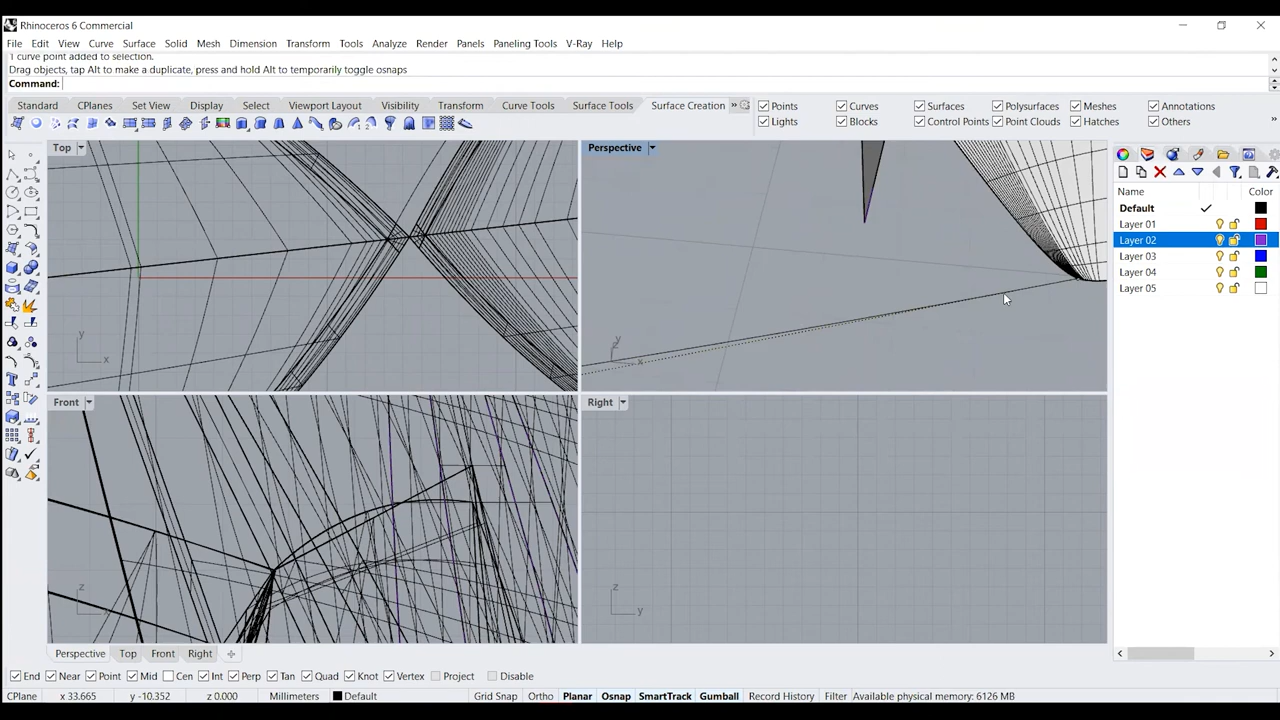 Rhinoceros 6 Commercial
File Edit View Curve Surface Solid Mesh Dimension Transform Tools Analyze Render Panels Paneling Tools V-Ray Help
1 curve point added to selection.
Drag objects, tap Alt to make a duplicate, press and hold Alt to temporarily toggle osnaps
Command:
Standard CPlanes Set View Display Select Viewport Layout Visibility Transform Curve Tools Surface Tools Surface Creation »
Points Curves Surfaces Polysurfaces Meshes Annotations
Lights Blocks Control Points Point Clouds Hatches Others
Top
Perspective
Name Color
Default
Layer 01
Layer 02
Layer 03
Layer 04
Layer 05
y
x
z
y
x
Front
Right
z
x
z
y
Perspective Top Front Right
End Near Point Mid Cen Int Perp Tan Quad Knot Vertex Project Disable
CPlane x 33.665 y -10.352 z 0.000 Millimeters Default Grid Snap Ortho Planar Osnap SmartTrack Gumball Record History Filter Available physical memory: 6126 MB